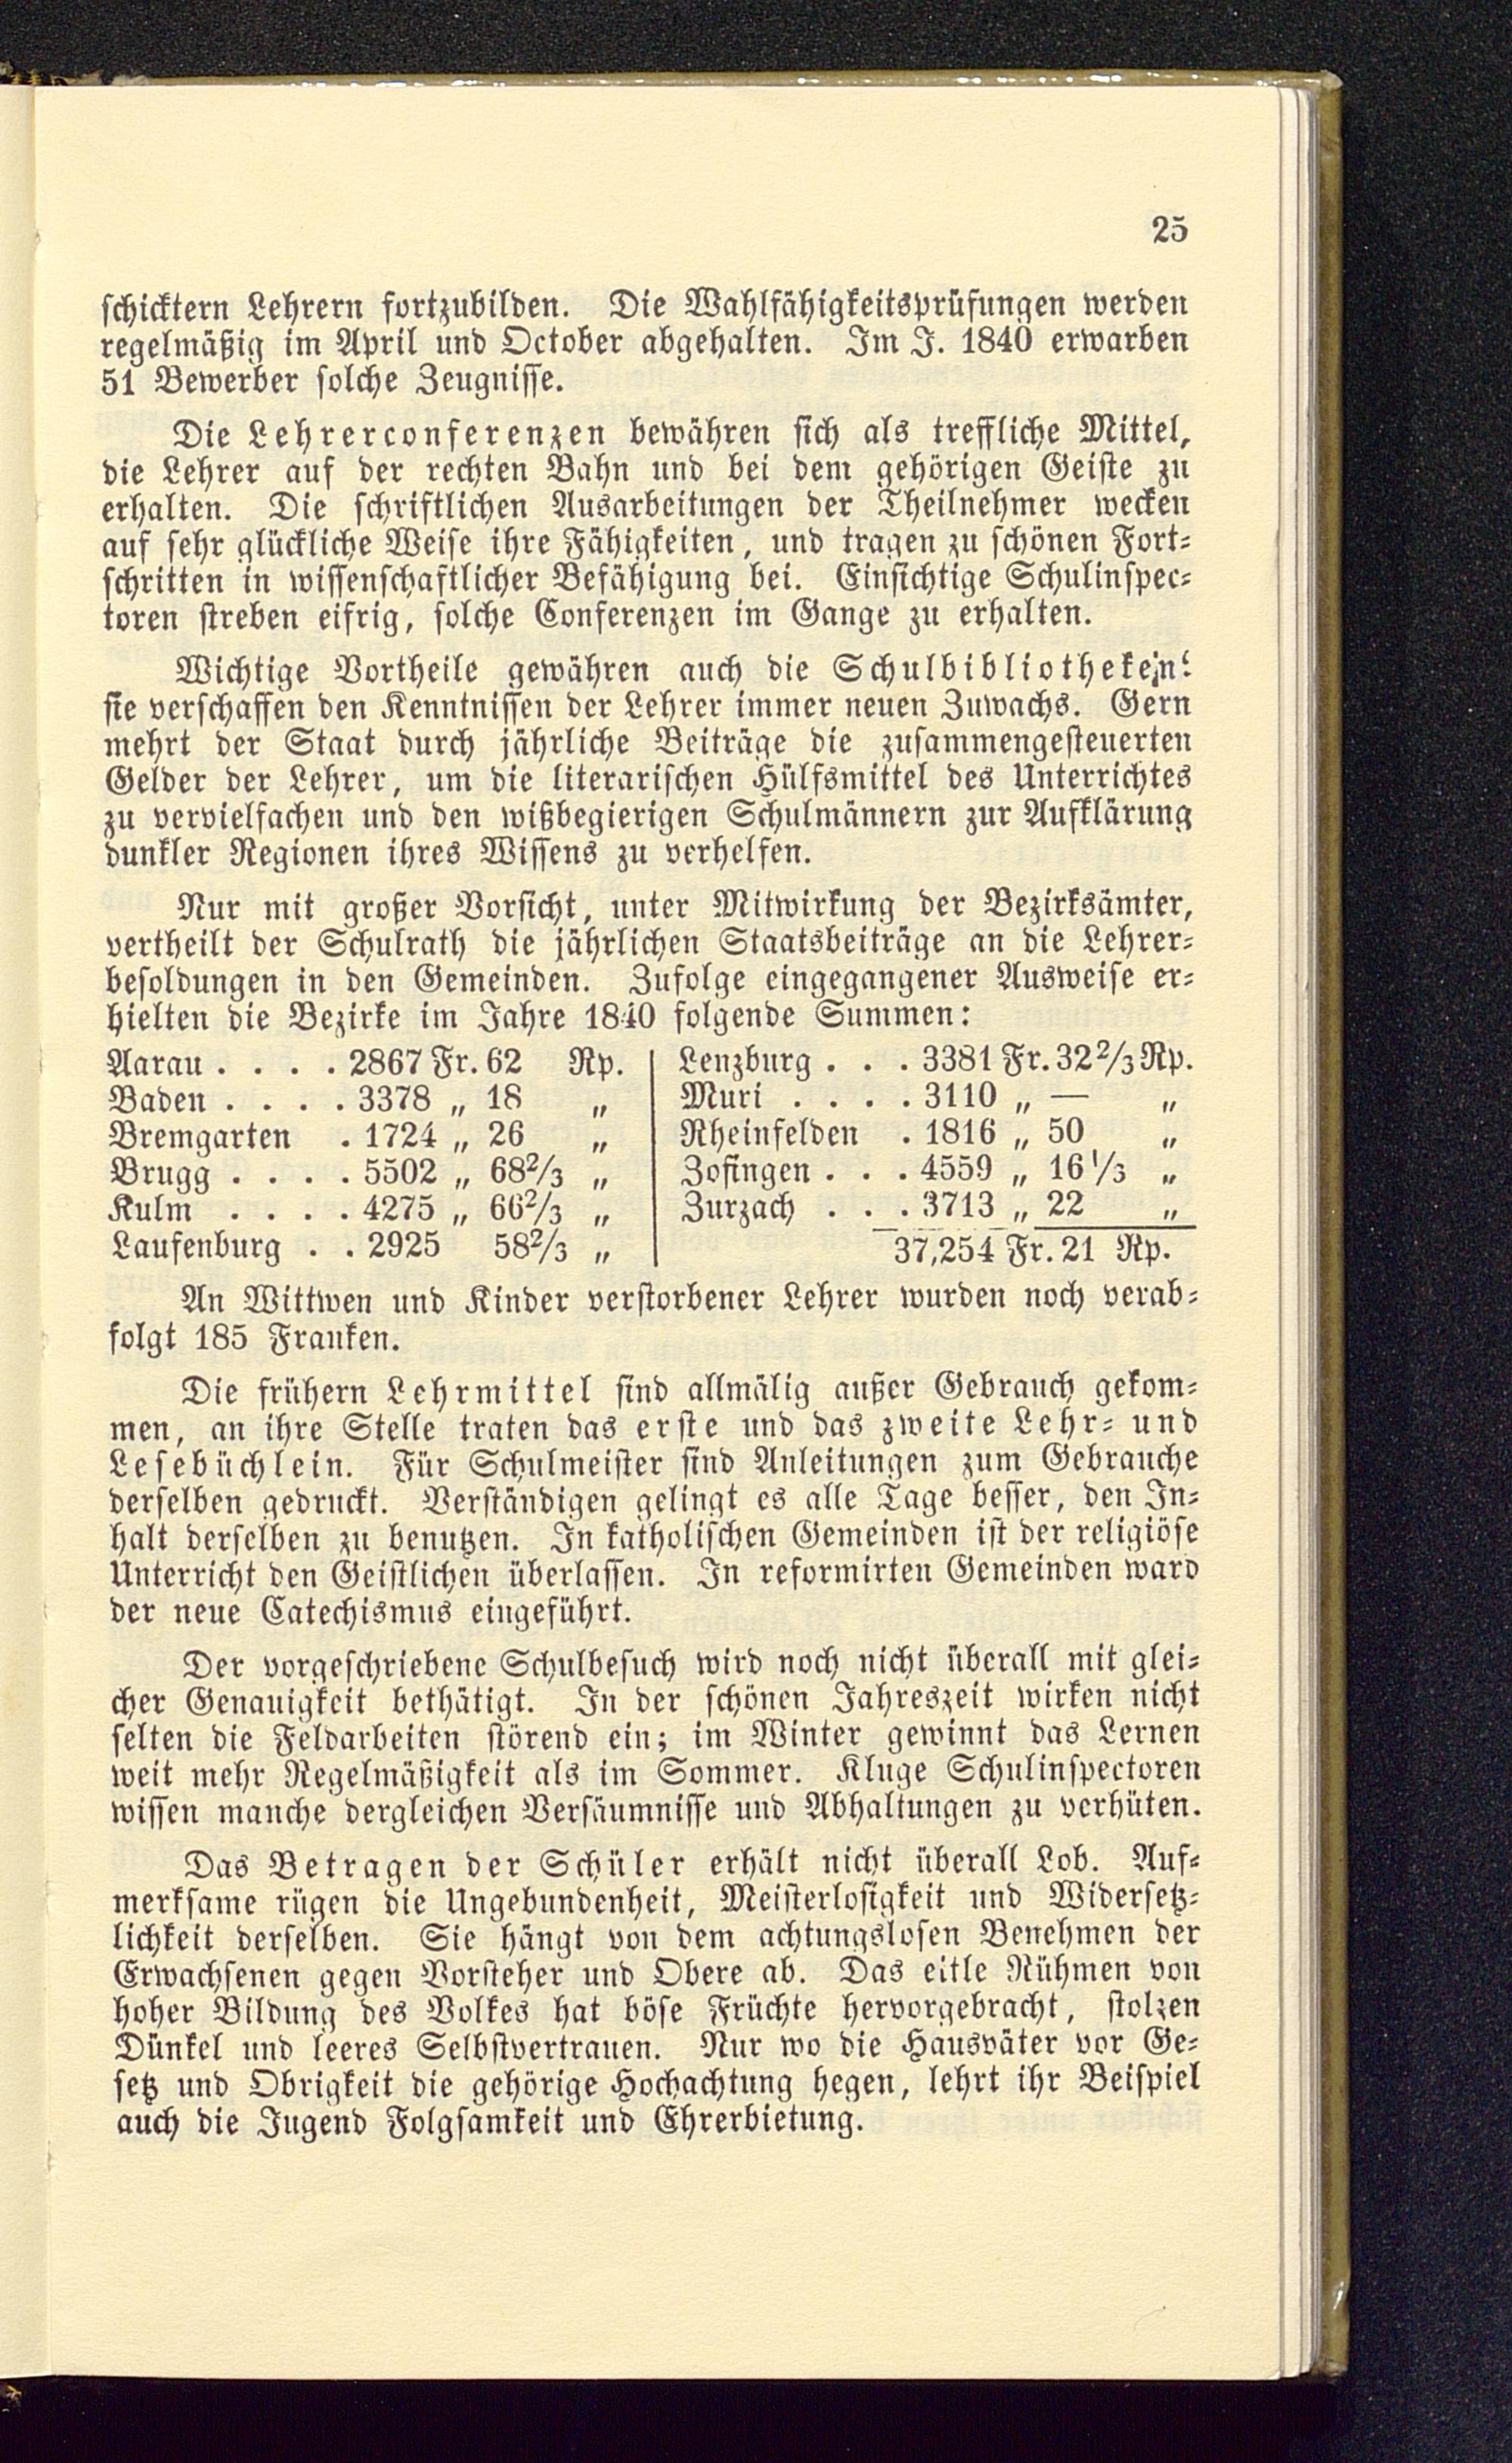 25
schicktern Lehrern fortzubilden. Die Wahlfähigkeitsprüfungen werden
regelmäßig im April und October abgehalten. Im J. 1840 erwarben
51 Bewerber solche Zeugnisse.
Die Lehrerconferenzen bewähren sich als treffliche Mittel,
die Lehrer auf der rechten Bahn und bei dem gehörigen Geiste zu
erhalten. Die schriftlichen Ausarbeitungen der Theilnehmer wecken
auf sehr glückliche Weise ihre Fähigkeiten, und tragen zu schönen Fort-
schritten in wissenschaftlicher Befähigung bei. Einsichtige Schulinspec-
toren streben eifrig, solche Conferenzen im Gange zu erhalten.
Wichtige Vortheile gewähren auch die Schulbibliotheken:
sie verschaffen den Kenntnissen der Lehrer immer neuen Zuwachs. Gern
mehrt der Staat durch jährliche Beiträge die zusammengesteuerten
Gelder der Lehrer, um die literarischen Hülfsmittel des Unterrichtes
zu vervielfachen und den wißbegierigen Schulmännern zur Aufklärung
dunkler Regionen ihres Wissens zu verhelfen.
Nur mit großer Vorsicht, unter Mitwirkung der Bezirksämter,
vertheilt der Schulrath die jährlichen Staatsbeiträge an die Lehrer-
besoldungen in den Gemeinden. Zufolge eingegangener Ausweise er-
hielten die Bezirke im Jahre 1840 folgende Summen:
Aarau . . . . 2867 Fr. 62 Rp.
Baden . . . . 3378 „ 18 „
Bremgarten . 1724 „ 26 „
Brugg . . . . 5502 „ 68 2/3 „
Kulm . . . . 4275 „ 66 2/3 „
Laufenburg . . 2925 58 2/3 „
Lenzburg . . . 3381 Fr. 32 2/3 Rp.
Muri . . . . 3110 „ — „
Rheinfelden . 1816 „ 50 „
Zofingen . . . 4559 „ 16 1/3 „
Zurzach . . . 3713 „ 22 „
37,254 Fr. 21 Rp.
An Wittwen und Kinder verstorbener Lehrer wurden noch verab-
folgt 185 Franken.
Die frühern Lehrmittel sind allmälig außer Gebrauch gekom-
men, an ihre Stelle traten das erste und das zweite Lehr- und
Lesebüchlein. Für Schulmeister sind Anleitungen zum Gebrauche
derselben gedruckt. Verständigen gelingt es alle Tage besser, den In-
halt derselben zu benutzen. In katholischen Gemeinden ist der religiöse
Unterricht den Geistlichen überlassen. In reformirten Gemeinden ward
der neue Catechismus eingeführt.
Der vorgeschriebene Schulbesuch wird noch nicht überall mit glei-
cher Genauigkeit bethätigt. In der schönen Jahreszeit wirken nicht
selten die Feldarbeiten störend ein; im Winter gewinnt das Lernen
weit mehr Regelmäßigkeit als im Sommer. Kluge Schulinspectoren
wissen manche dergleichen Versäumnisse und Abhaltungen zu verhüten.
Das Betragen der Schüler erhält nicht überall Lob. Auf-
merksame rügen die Ungebundenheit, Meisterlosigkeit und Widersetz-
lichkeit derselben. Sie hängt von dem achtungslosen Benehmen der
Erwachsenen gegen Vorsteher und Obere ab. Das eitle Rühmen von
hoher Bildung des Volkes hat böse Früchte hervorgebracht, stolzen
Dünkel und leeres Selbstvertrauen. Nur wo die Hausväter vor Ge-
setz und Obrigkeit die gehörige Hochachtung hegen, lehrt ihr Beispiel
auch die Jugend Folgsamkeit und Ehrerbietung.